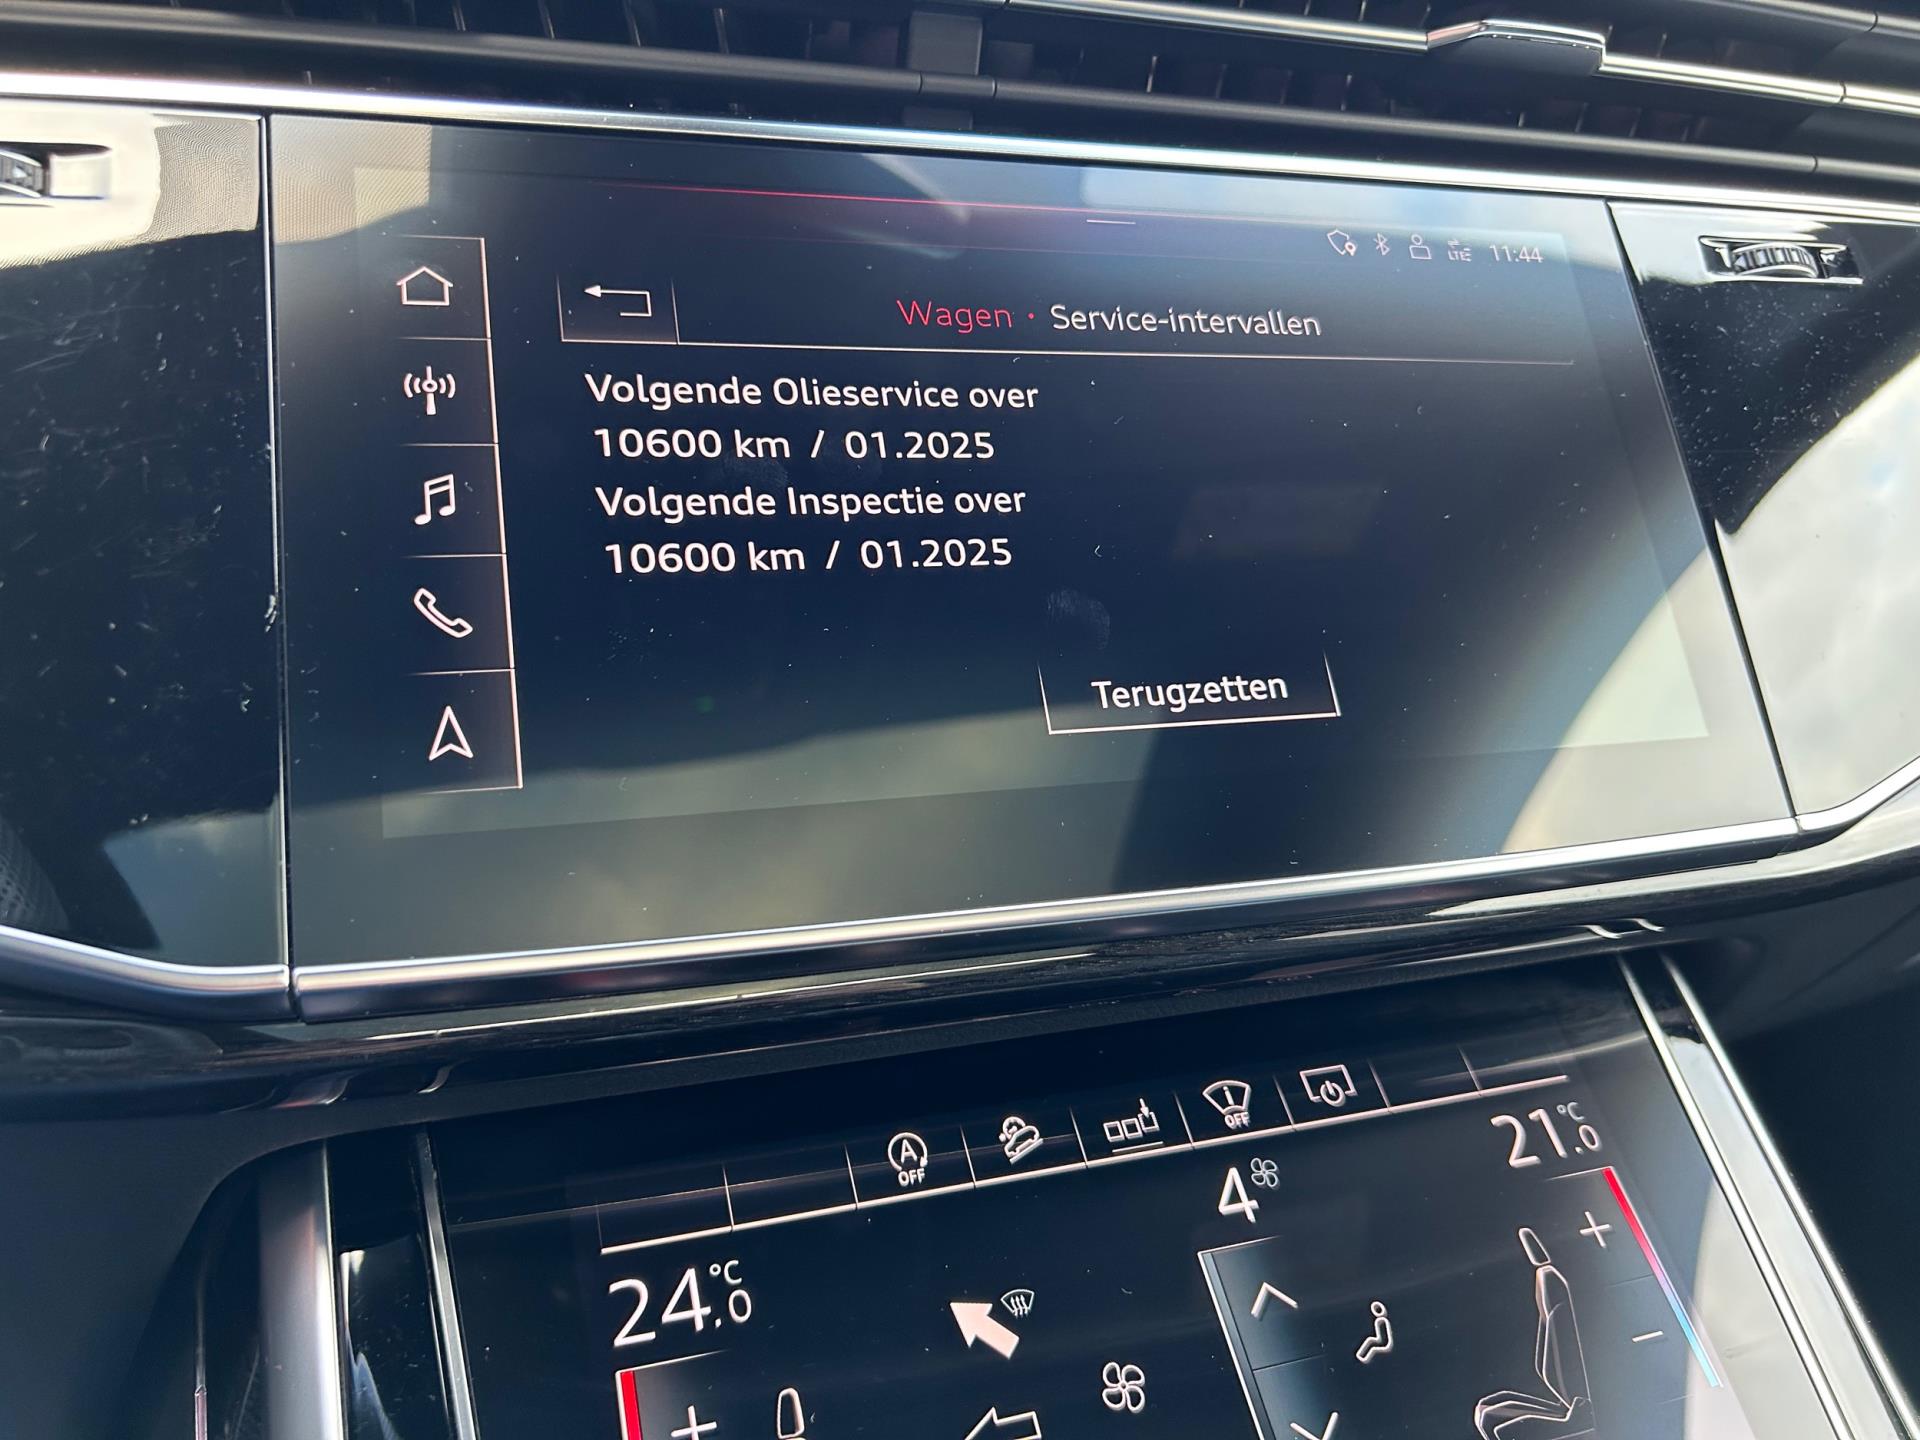 LTE 11:44
Wagen • Service-intervallen
Volgende Olieservice over
10600 km / 01.2025
Volgende Inspectie over
10600 km / 01.2025
Terugzetten
A OFF
OFF
21.0 °C
4
24.0 °C